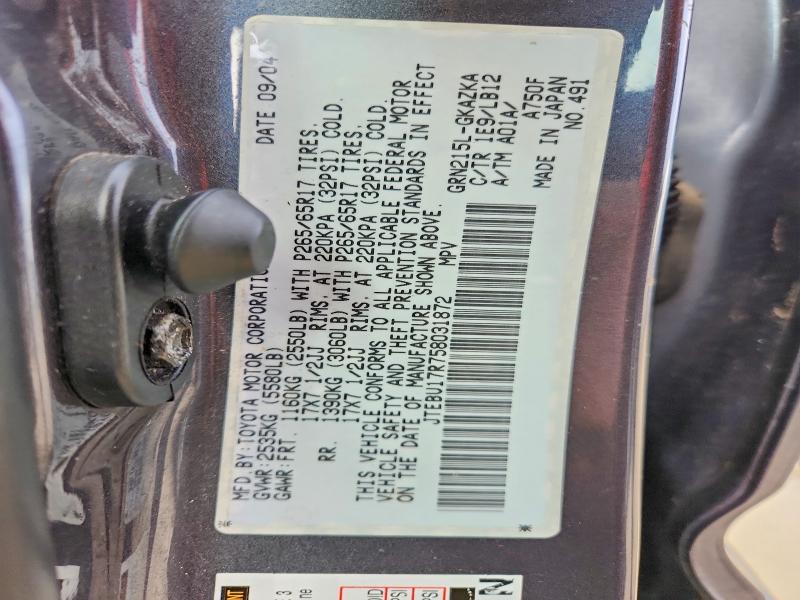 MFD. BY: TOYOTA MOTOR CORPORATION DATE 09/04
GVWR: 2535KG (5580LB)
GAWR: FRT. 1160KG (2550LB) WITH P265/65R17 TIRES,
17X7 1/2JJ RIMS, AT 220KPA (32PSI) COLD.
RR. 1390KG (3060LB) WITH P265/65R17 TIRES,
17X7 1/2JJ RIMS, AT 220KPA (32PSI) COLD.
THIS VEHICLE CONFORMS TO ALL APPLICABLE FEDERAL MOTOR
VEHICLE SAFETY AND THEFT PREVENTION STANDARDS IN EFFECT
ON THE DATE OF MANUFACTURE SHOWN ABOVE.
JTEBU17R758031872 MPV
GRN215L-GKAZKA
C/TR 1E9/LB12
A/TM A01A/ A750F
MADE IN JAPAN
NO.491